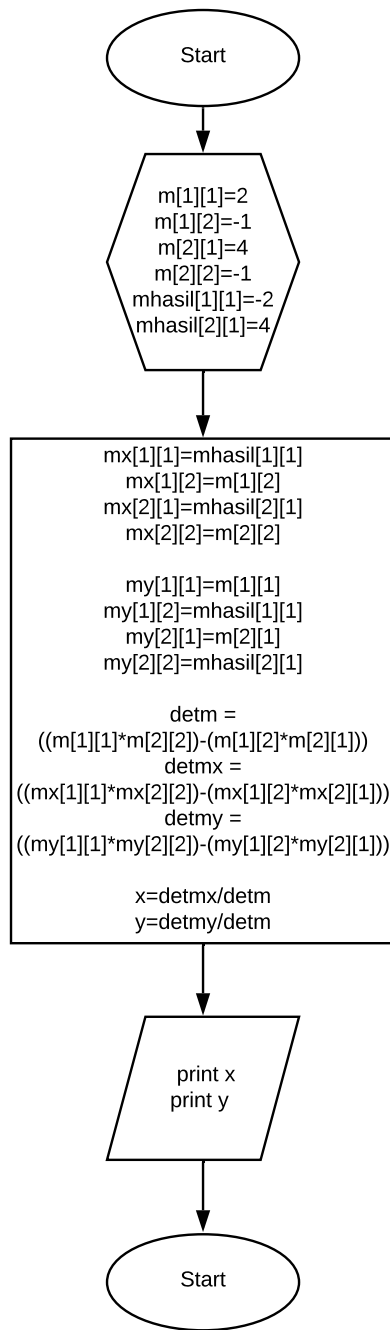 Start
m[1][1]=2
m[1][2]=-1
m[2][1]=4
m[2][2]=-1
mhasil[1][1]=-2
mhasil[2][1]=4
mx[1][1]=mhasil[1][1]
mx[1][2]=m[1][2]
mx[2][1]=mhasil[2][1]
mx[2][2]=m[2][2]
my[1][1]=m[1][1]
my[1][2]=mhasil[1][1]
my[2][1]=m[2][1]
my[2][2]=mhasil[2][1]
detm =
((m[1][1]*m[2][2])-(m[1][2]*m[2][1]))
detmx =
((mx[1][1]*mx[2][2])-(mx[1][2]*mx[2][1]))
detmy =
((my[1][1]*my[2][2])-(my[1][2]*my[2][1]))
x=detmx/detm
y=detmy/detm
print x
print y
Start